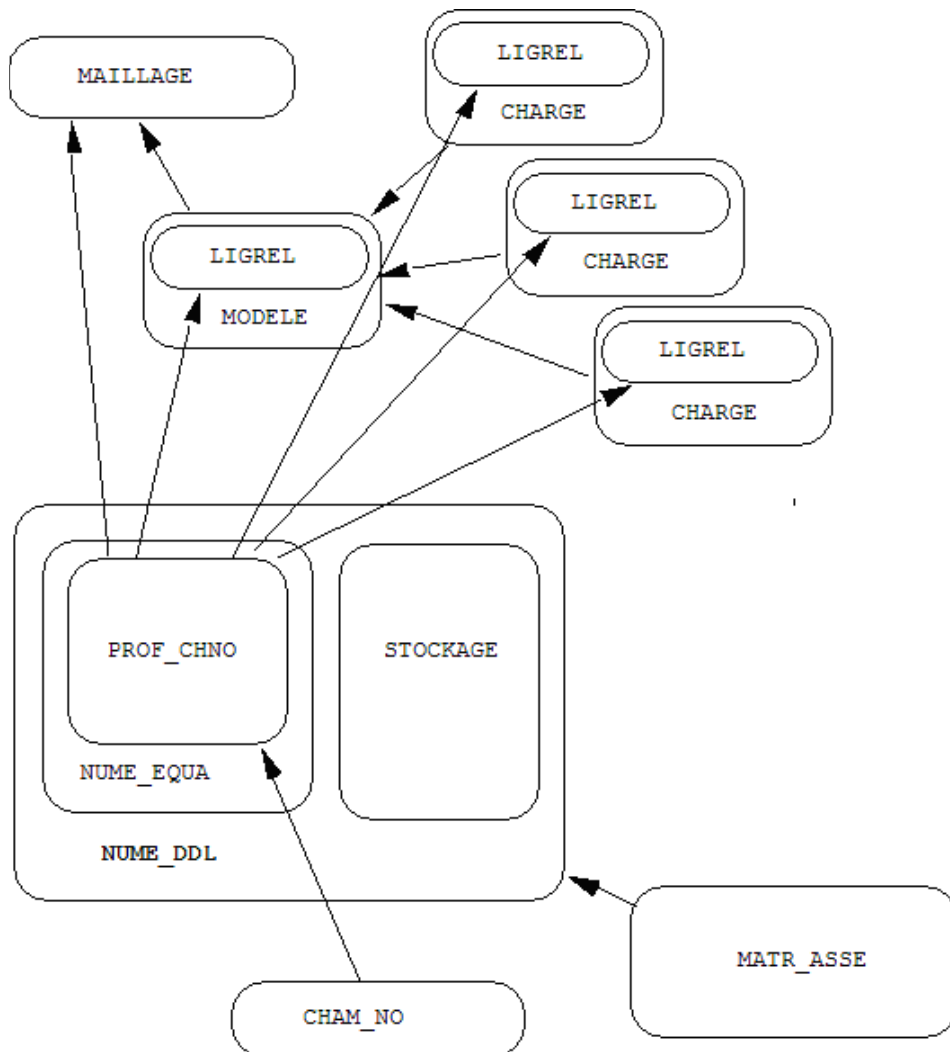 LIGREL
MAILLAGE
CHARGE
LIGREL
LIGREL
CHARGE
MODELE
LIGREL
CHARGE
PROF_CHNO
STOCKAGE
NUME_EQUA
NUME_DDL
MATR_ASSE
CHAM_NO